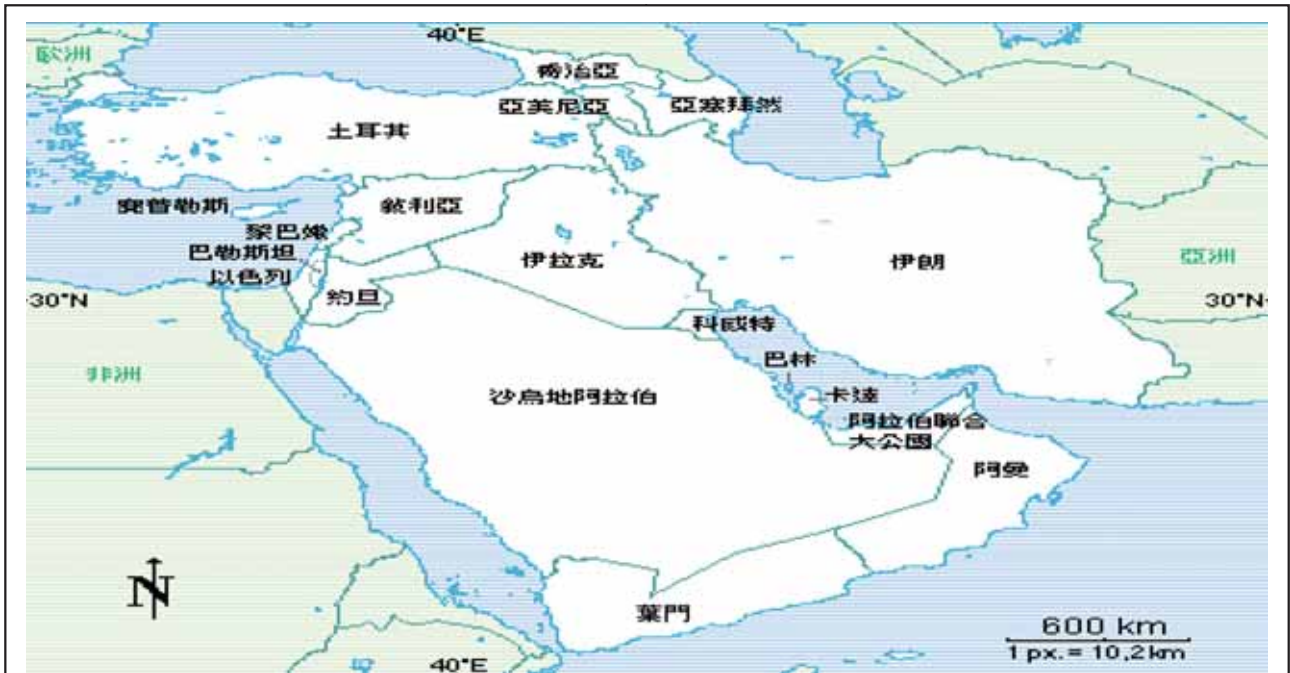 40°E
歐洲
喬治亞
亞美尼亞
亞塞拜然
土耳其
賽普勒斯
敘利亞
黎巴嫩
巴勒斯坦
以色列
伊拉克
伊朗
亞洲
30°N
約旦
30°N
科威特
非洲
巴林
沙烏地阿拉伯
卡達
阿拉伯聯合
大公國
阿曼
N
葉門
600 km
1 px.= 10,2km
40°E